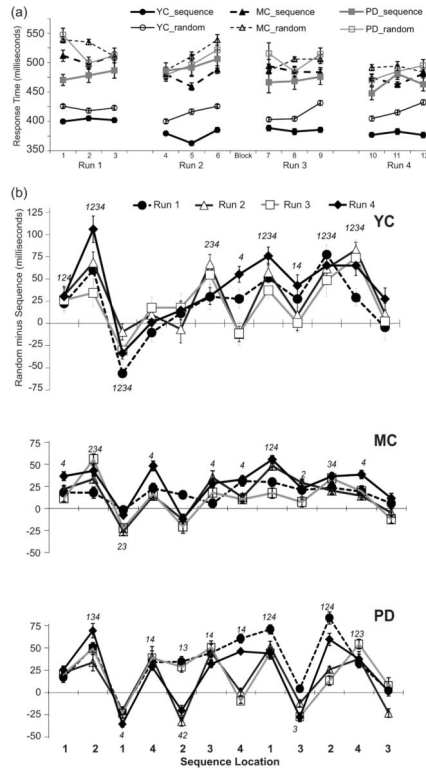 (a)
YC_sequence MC_sequence PD_sequence
YC_random MC_random PD_random
Response Time (milliseconds)
550
500
450
400
350
1 2 3 4 5 6 Block 7 8 9 10 11 12
Run 1 Run 2 Run 3 Run 4
(b)
Run 1 Run 2 Run 3 Run 4
YC
Random minus Sequence (milliseconds)
125
100
75
50
25
0
-25
-50
-75
124 1234 1234 234 4 1234 14 1234 1234
MC
75
50
25
0
-25
-50
4 234 23 4 4 4 124 2 34 4
PD
100
75
50
25
0
-25
-50
134 4 14 13 42 14 14 124 3 124 123
1 2 1 4 2 3 4 1 3 2 4 3
Sequence Location